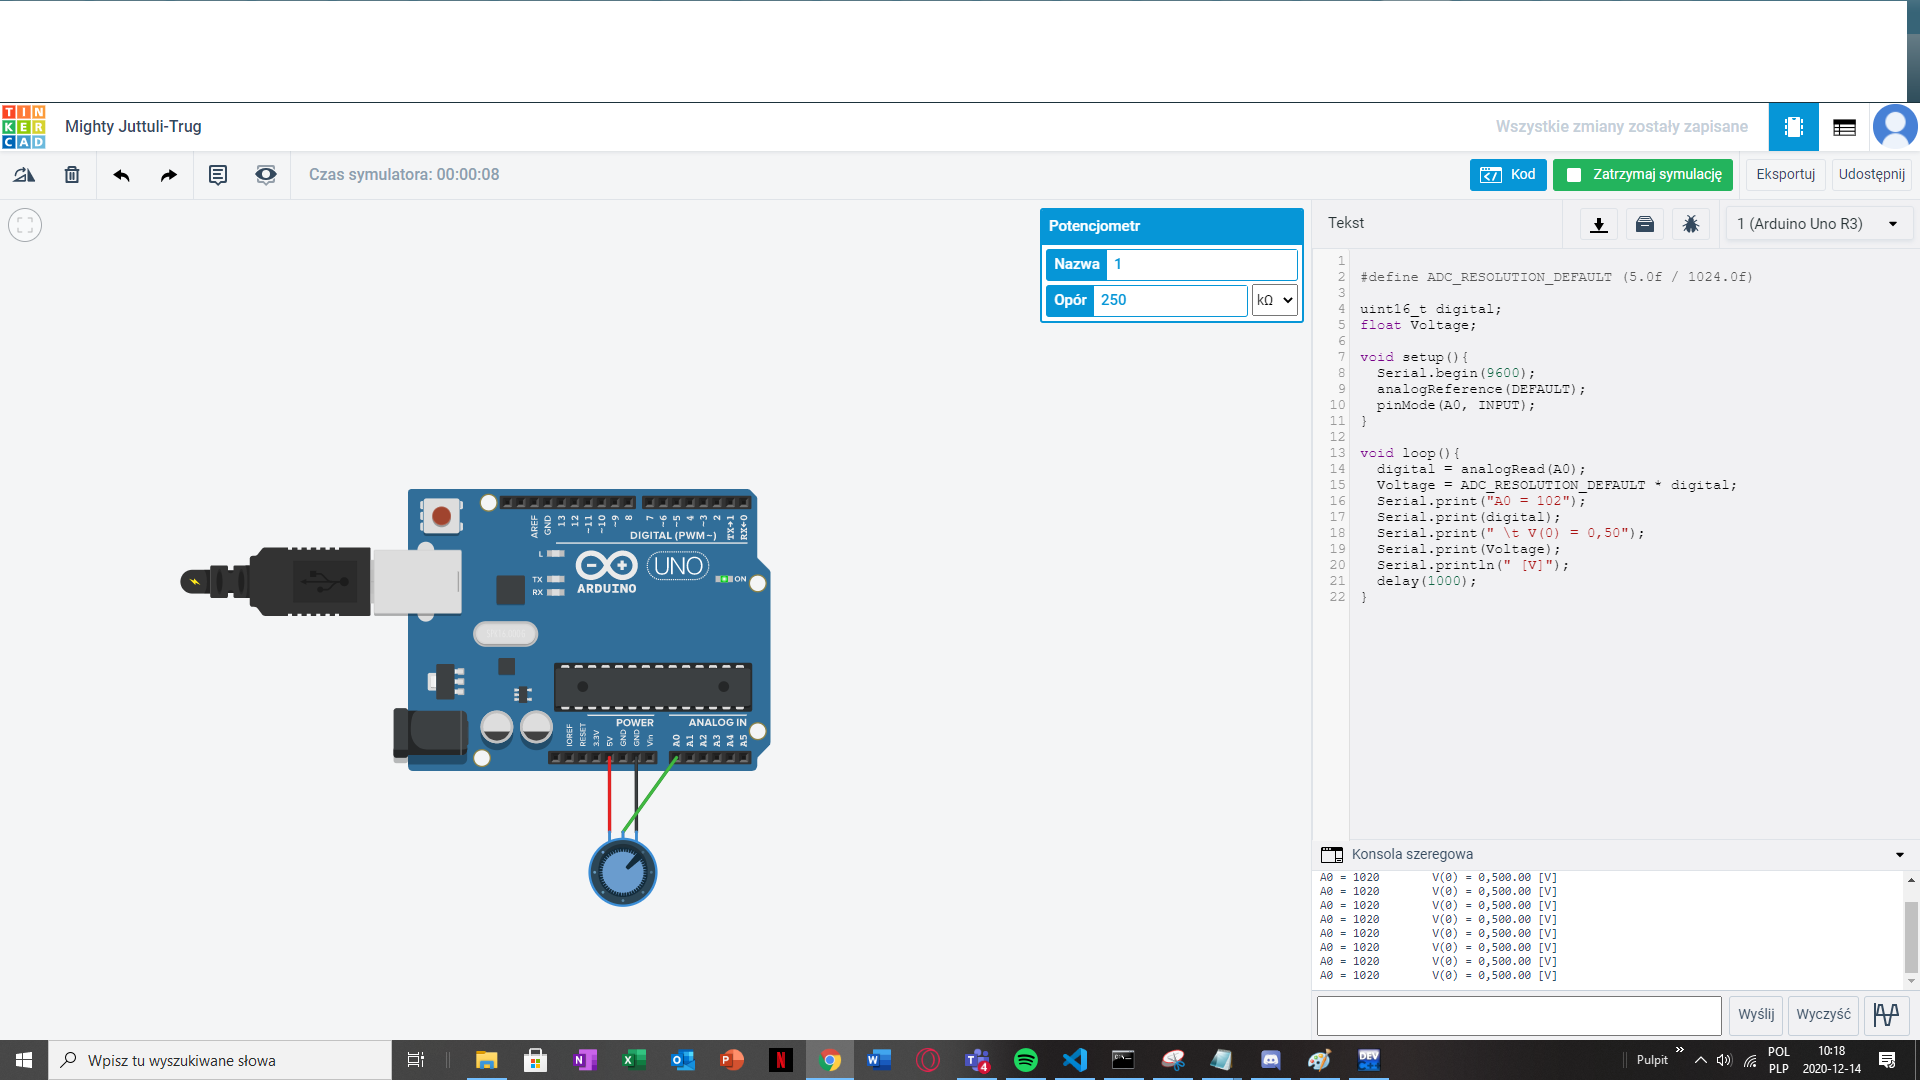 TIN
KER
CAD
Mighty Juttuli-Trug
Wszystkie zmiany zostały zapisane
Czas symulatora: 00:00:08
Kod
Zatrzymaj symulację
Eksportuj
Udostępnij
Potencjometr
Nazwa 1
Opór 250 kΩ
Tekst
1 (Arduino Uno R3)
1
2 #define ADC_RESOLUTION_DEFAULT (5.0f / 1024.0f)
3
4 uint16_t digital;
5 float Voltage;
6
7 void setup(){
8 Serial.begin(9600);
9 analogReference(DEFAULT);
10 pinMode(A0, INPUT);
11 }
12
13 void loop(){
14 digital = analogRead(A0);
15 Voltage = ADC_RESOLUTION_DEFAULT * digital;
16 Serial.print("A0 = 102");
17 Serial.print(digital);
18 Serial.print(" \t V(0) = 0,50");
19 Serial.print(Voltage);
20 Serial.println(" [V]");
21 delay(1000);
22 }
AREF GND 13 12 ~11 ~10 ~9 8 7 ~6 ~5 4 ~3 2 TX→1 RX←0
DIGITAL (PWM~)
L
TX
RX
ARDUINO
UNO
ON
POWER
ANALOG IN
IOREF RESET 3.3V 5V GND GND Vin A0 A1 A2 A3 A4 A5
Konsola szeregowa
A0 = 1020 V(0) = 0,500.00 [V]
A0 = 1020 V(0) = 0,500.00 [V]
A0 = 1020 V(0) = 0,500.00 [V]
A0 = 1020 V(0) = 0,500.00 [V]
A0 = 1020 V(0) = 0,500.00 [V]
A0 = 1020 V(0) = 0,500.00 [V]
A0 = 1020 V(0) = 0,500.00 [V]
A0 = 1020 V(0) = 0,500.00 [V]
Wyślij
Wyczyść
Wpisz tu wyszukiwane słowa
4
DEV
Pulpit
POL
PLP
10:18
2020-12-14